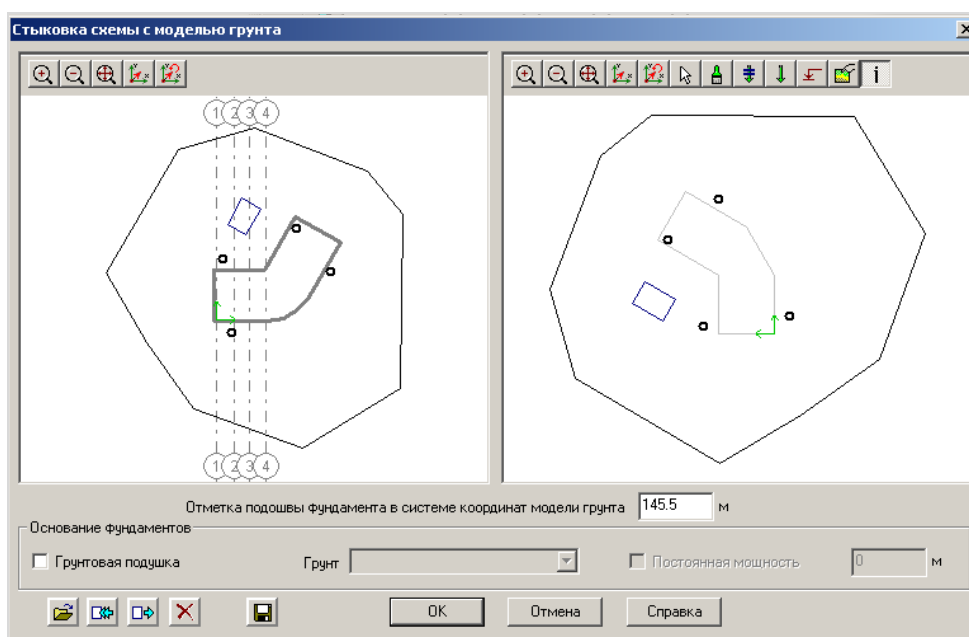 Стыковка схемы с моделью грунта
1 2 3 4
1 2 3 4
Отметка подошвы фундамента в системе координат модели грунта 145.5 м
Основание фундаментов
Грунтовая подушка Грунт Постоянная мощность 0 м
OK Отмена Справка